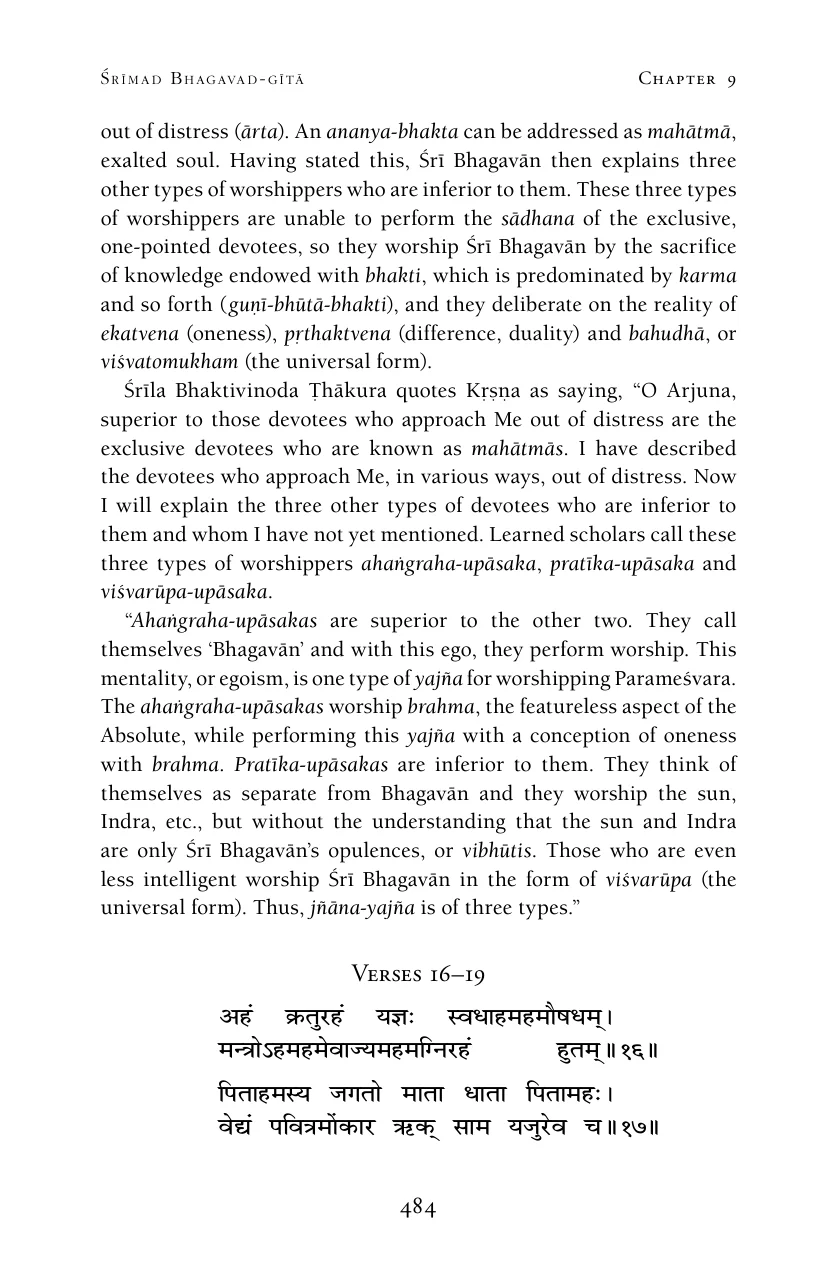 Śrīmad Bhagavad-gītā Chapter 9
out of distress (ārta). An ananya-bhakta can be addressed as mahātmā,
exalted soul. Having stated this, Śrī Bhagavān then explains three
other types of worshippers who are inferior to them. These three types
of worshippers are unable to perform the sādhana of the exclusive,
one-pointed devotees, so they worship Śrī Bhagavān by the sacrifice
of knowledge endowed with bhakti, which is predominated by karma
and so forth (guṇī-bhūtā-bhakti), and they deliberate on the reality of
ekatvena (oneness), pṛthaktvena (difference, duality) and bahudhā, or
viśvatomukham (the universal form).
Śrīla Bhaktivinoda Ṭhākura quotes Kṛṣṇa as saying, “O Arjuna,
superior to those devotees who approach Me out of distress are the
exclusive devotees who are known as mahātmās. I have described
the devotees who approach Me, in various ways, out of distress. Now
I will explain the three other types of devotees who are inferior to
them and whom I have not yet mentioned. Learned scholars call these
three types of worshippers ahaṅgraha-upāsaka, pratīka-upāsaka and
viśvarūpa-upāsaka.
“Ahaṅgraha-upāsakas are superior to the other two. They call
themselves ‘Bhagavān’ and with this ego, they perform worship. This
mentality, or egoism, is one type of yajña for worshipping Parameśvara.
The ahaṅgraha-upāsakas worship brahma, the featureless aspect of the
Absolute, while performing this yajña with a conception of oneness
with brahma. Pratīka-upāsakas are inferior to them. They think of
themselves as separate from Bhagavān and they worship the sun,
Indra, etc., but without the understanding that the sun and Indra
are only Śrī Bhagavān’s opulences, or vibhūtis. Those who are even
less intelligent worship Śrī Bhagavān in the form of viśvarūpa (the
universal form). Thus, jñāna-yajña is of three types.”
Verses 16–19
अहं क्रतुरहं यज्ञः स्वधाहमहमौषधम्।
मन्त्रोऽहमहमेवाज्यमहमग्निरहं हुतम्॥१६॥
पिताहमस्य जगतो माता धाता पितामहः।
वेद्यं पवित्रमोंकार ऋक् साम यजुरेव च॥१७॥
484